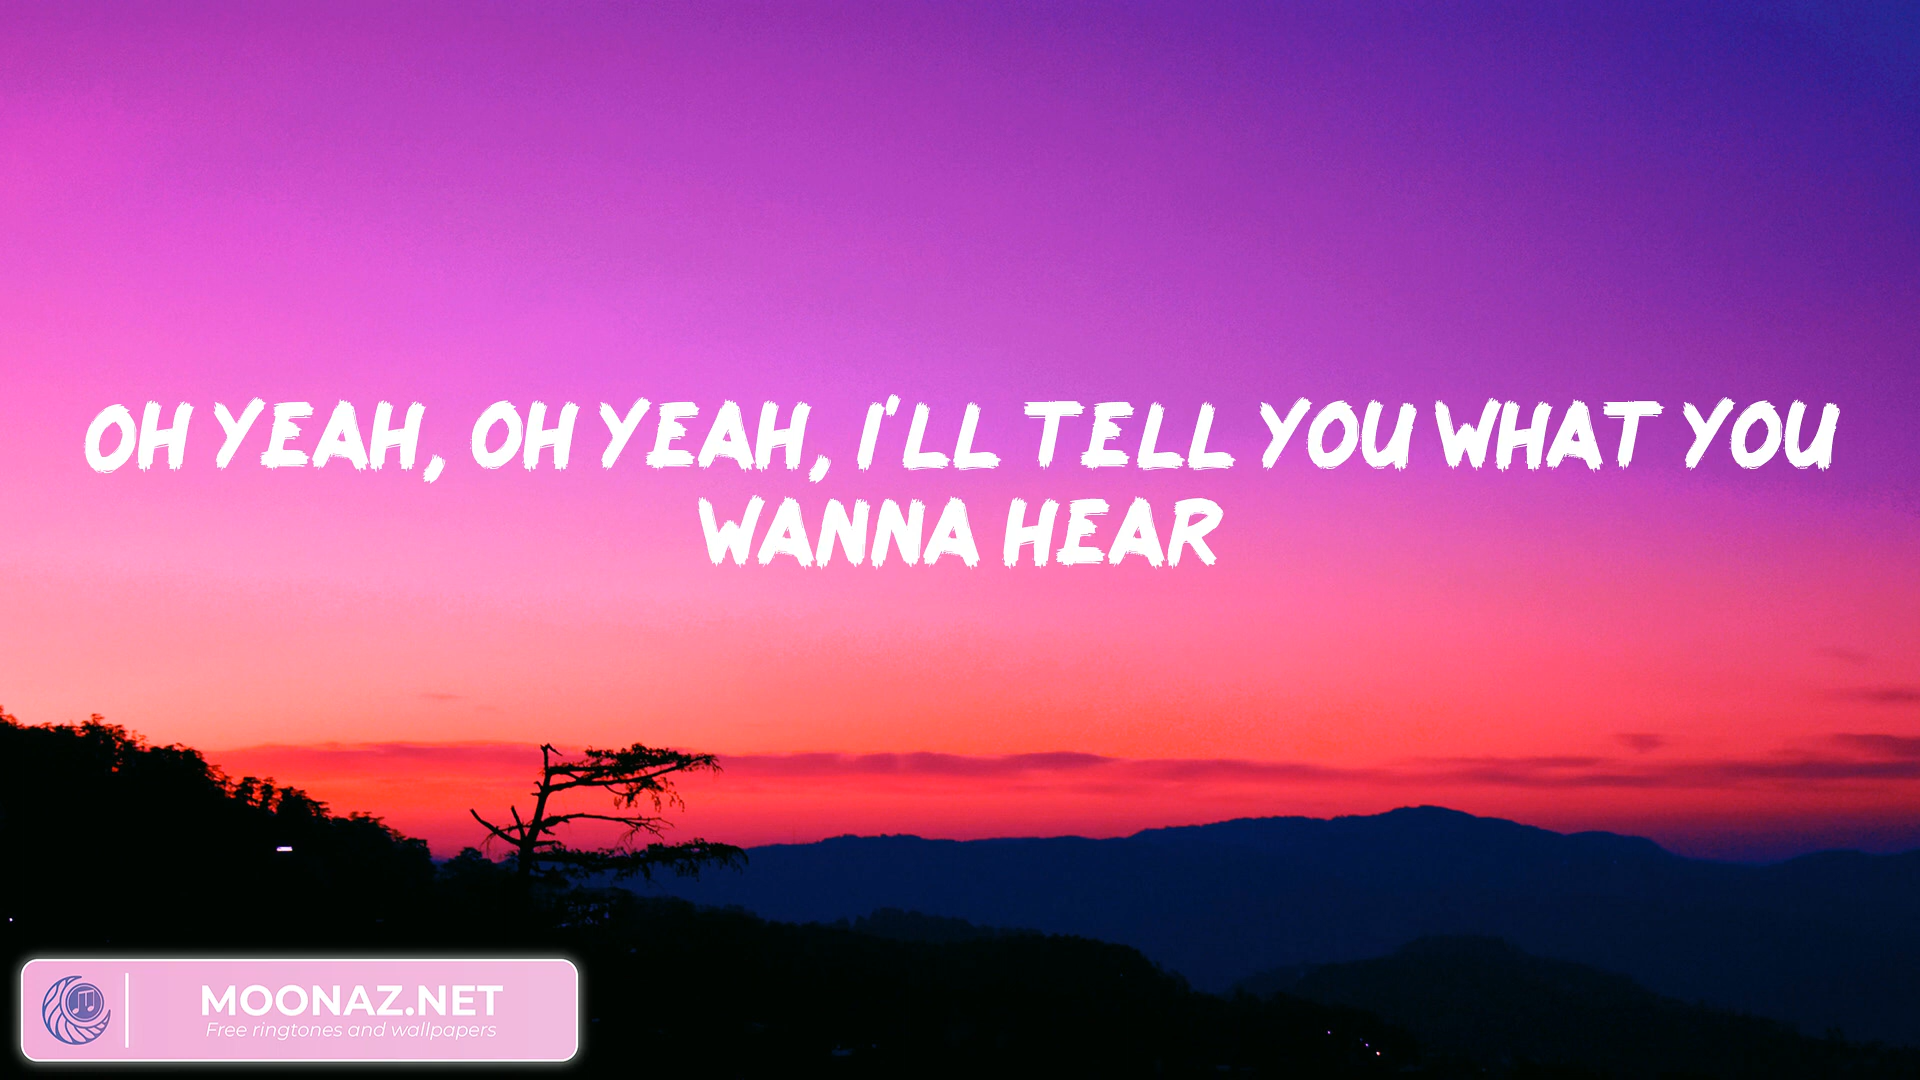 OH YEAH, OH YEAH, I'LL TELL YOU WHAT YOU
WANNA HEAR
MOONAZ.NET
Free ringtones and wallpapers